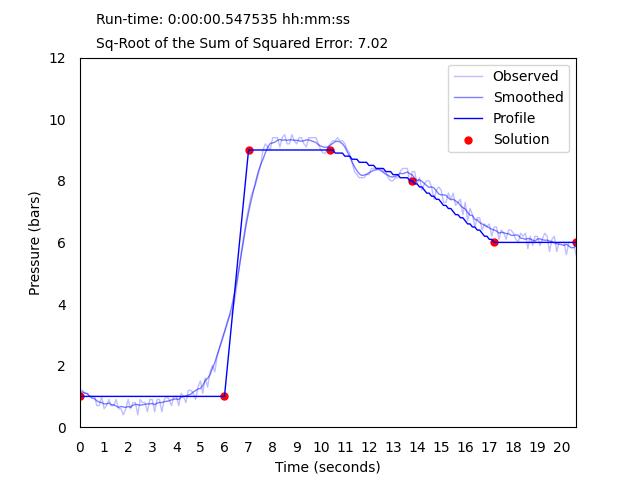 Run-time: 0:00:00.547535 hh:mm:ss
Sq-Root of the Sum of Squared Error: 7.02
12
10
8
6
4
2
0
Pressure (bars)
Observed
Smoothed
Profile
Solution
0 1 2 3 4 5 6 7 8 9 10 11 12 13 14 15 16 17 18 19 20
Time (seconds)